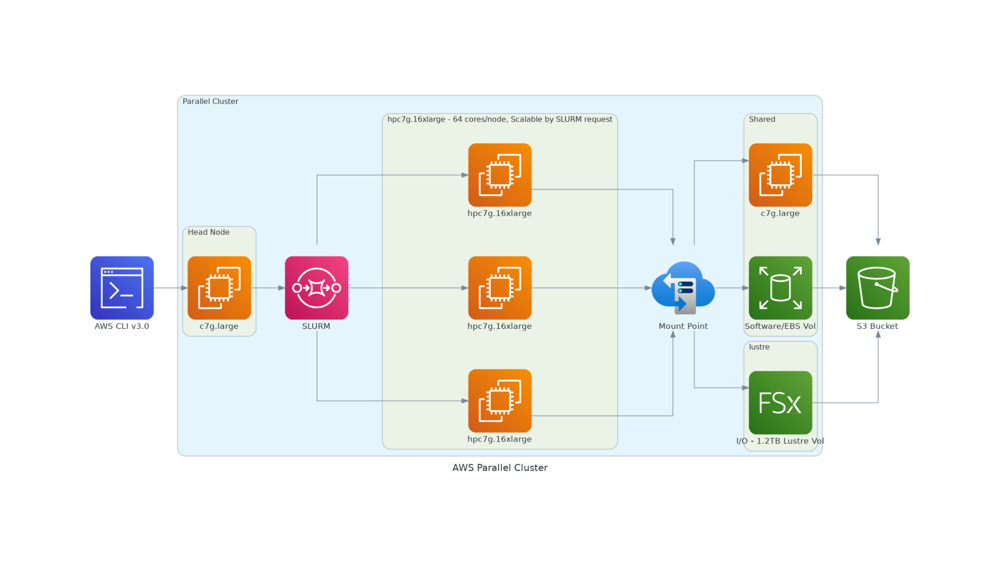 Parallel Cluster
hpc7g.16xlarge - 64 cores/node, Scalable by SLURM request
Shared
hpc7g.16xlarge
c7g.large
Head Node
AWS CLI v3.0
c7g.large
SLURM
hpc7g.16xlarge
Mount Point
Software/EBS Vol
S3 Bucket
lustre
FSx
hpc7g.16xlarge
I/O - 1.2TB Lustre Vol
AWS Parallel Cluster